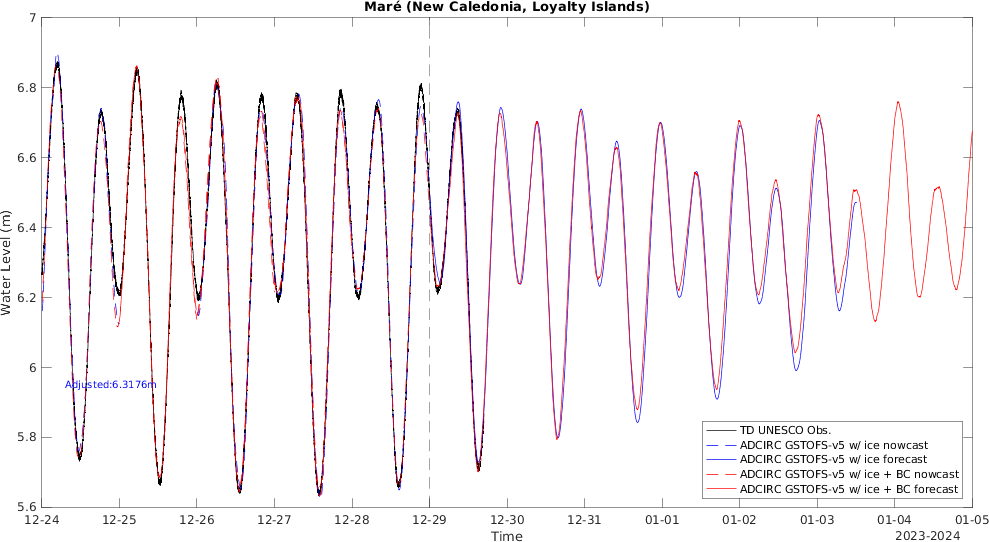 Maré (New Caledonia, Loyalty Islands)
7
6.8
6.6
6.4
6.2
6
5.8
5.6
Water Level (m)
Adjusted:6.3176m
TD UNESCO Obs.
ADCIRC GSTOFS-v5 w/ ice nowcast
ADCIRC GSTOFS-v5 w/ ice forecast
ADCIRC GSTOFS-v5 w/ ice + BC nowcast
ADCIRC GSTOFS-v5 w/ ice + BC forecast
12-24 12-25 12-26 12-27 12-28 12-29 12-30 12-31 01-01 01-02 01-03 01-04 01-05
Time
2023-2024